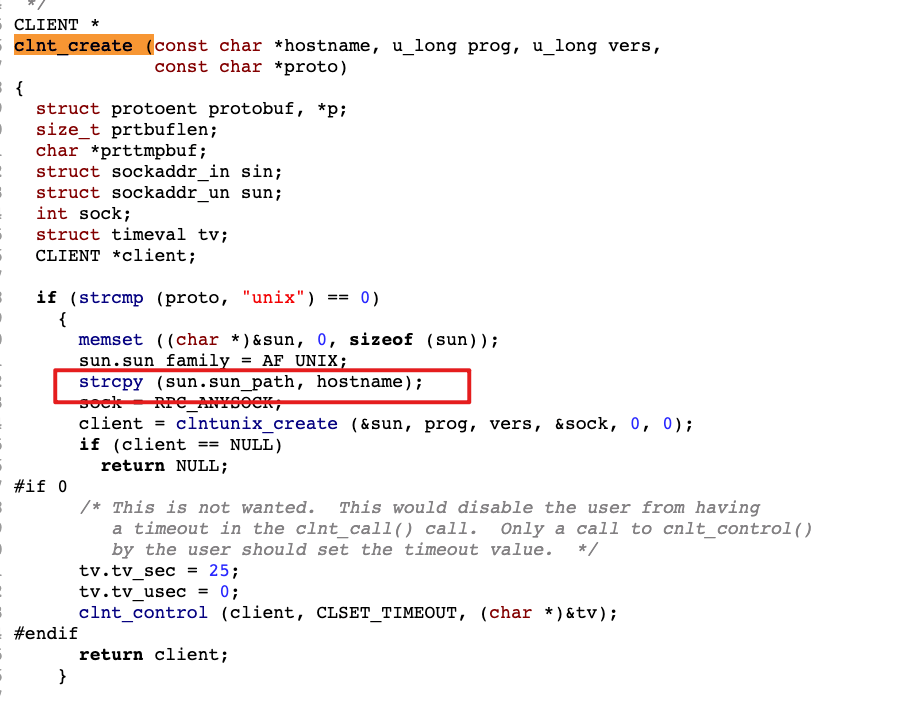 */
CLIENT *
clnt_create (const char *hostname, u_long prog, u_long vers,
             const char *proto)
{
  struct protoent protobuf, *p;
  size_t prtbuflen;
  char *prttmpbuf;
  struct sockaddr_in sin;
  struct sockaddr_un sun;
  int sock;
  struct timeval tv;
  CLIENT *client;

  if (strcmp (proto, "unix") == 0)
    {
      memset ((char *)&sun, 0, sizeof (sun));
      sun.sun_family = AF_UNIX;
      strcpy (sun.sun_path, hostname);
      sock = RPC_ANYSOCK;
      client = clntunix_create (&sun, prog, vers, &sock, 0, 0);
      if (client == NULL)
        return NULL;
#if 0
      /* This is not wanted.  This would disable the user from having
         a timeout in the clnt_call() call.  Only a call to cnlt_control()
         by the user should set the timeout value.  */
      tv.tv_sec = 25;
      tv.tv_usec = 0;
      clnt_control (client, CLSET_TIMEOUT, (char *)&tv);
#endif
      return client;
    }